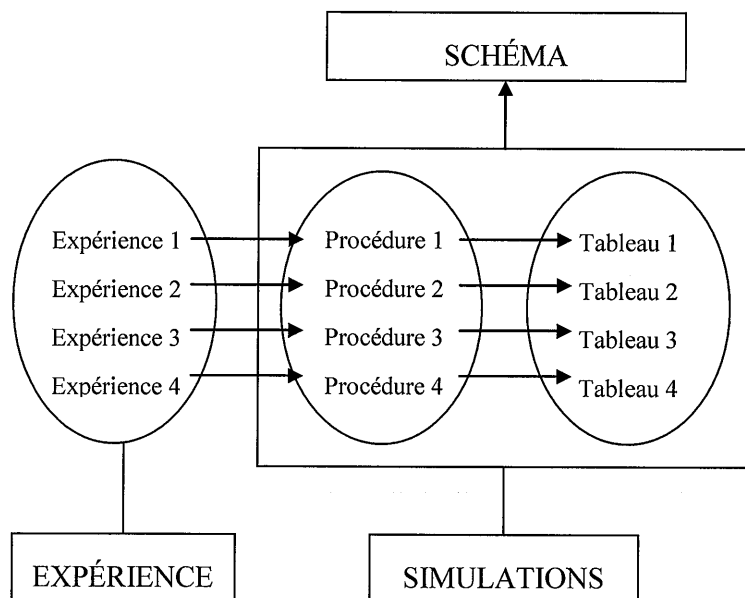 SCHÉMA
Expérience 1 Procédure 1 Tableau 1
Expérience 2 Procédure 2 Tableau 2
Expérience 3 Procédure 3 Tableau 3
Expérience 4 Procédure 4 Tableau 4
EXPÉRIENCE SIMULATIONS